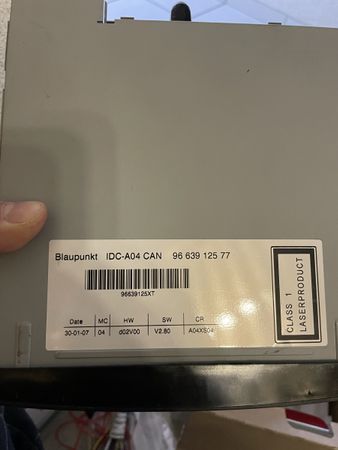 Blaupunkt IDC-A04 CAN 96 639 125 77
96639125XT
Date MC HW SW CR
30-01-07 04 d02V00 V2.80 A04XS04
CLASS 1
LASERPRODUCT